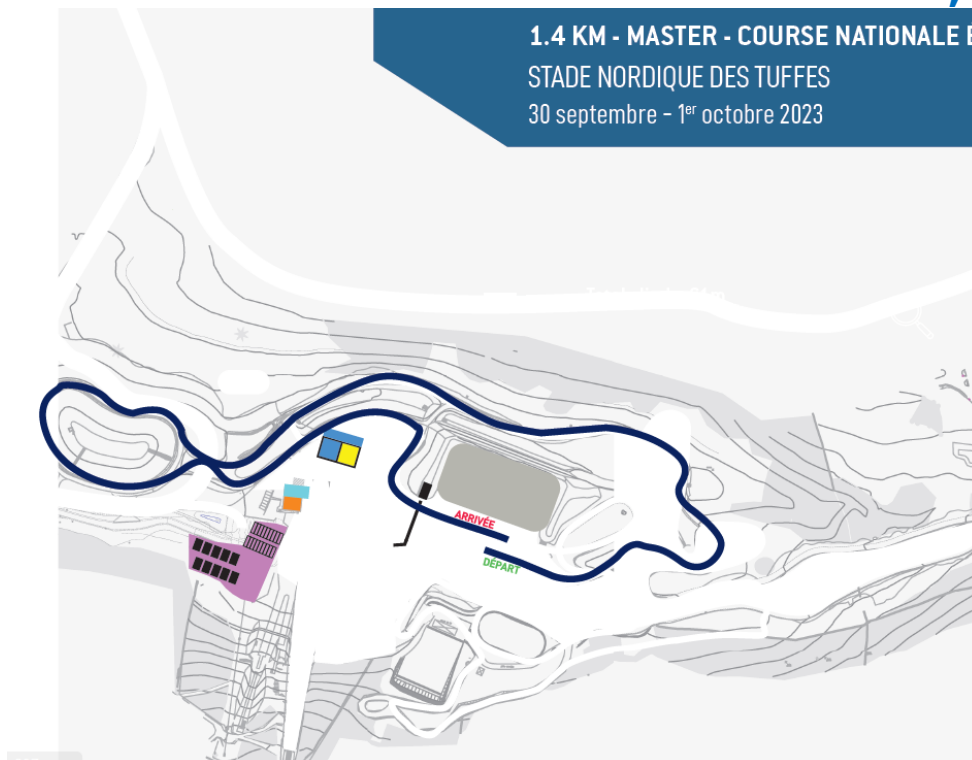 1.4 KM - MASTER - COURSE NATIONALE
STADE NORDIQUE DES TUFFES
30 septembre - 1er octobre 2023
ARRIVÉE
DÉPART